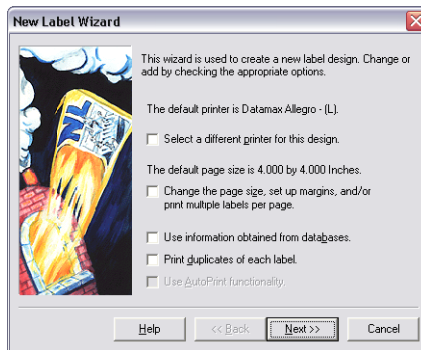 New Label Wizard
This wizard is used to create a new label design. Change or
add by checking the appropriate options.
The default printer is Datamax Allegro - (L).
Select a different printer for this design.
The default page size is 4.000 by 4.000 Inches.
Change the page size, set up margins, and/or
print multiple labels per page.
Use information obtained from databases.
Print duplicates of each label.
Use AutoPrint functionality.
Help
<< Back
Next >>
Cancel
NL